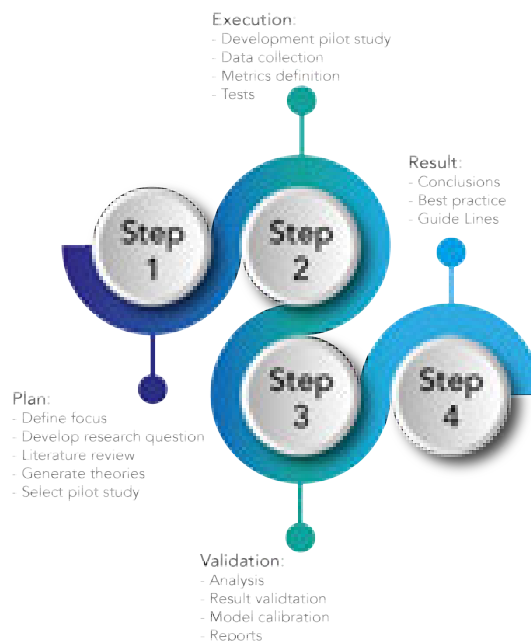 Execution:
- Development pilot study
- Data collection
- Metrics definition
- Tests
Result:
- Conclusions
- Best practice
- Guide Lines
Step
1
Step
2
Step
3
Step
4
Plan:
- Define focus
- Develop research question
- Literature review
- Generate theories
- Select pilot study
Validation:
- Analysis
- Result validtation
- Model calibration
- Reports